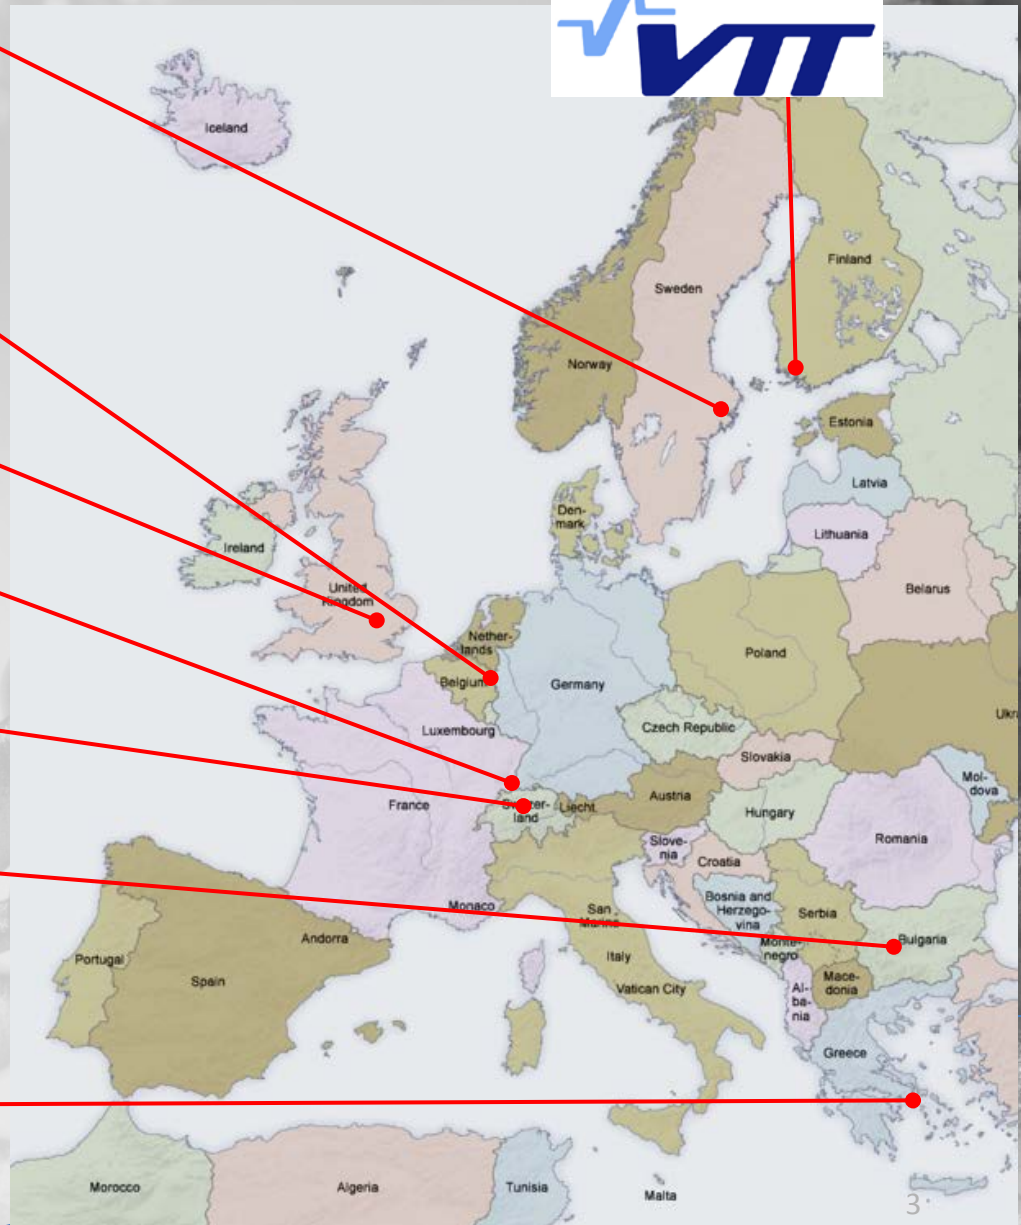 VTT
Iceland
Finland
Sweden
Norway
Estonia
Latvia
Den-
mark
Lithuania
Ireland
United
Kingdom
Belarus
Nether-
lands
Poland
Belgium
Germany
Ukr
Luxembourg
Czech Republic
Slovakia
Mol-
dova
Austria
France
Switzer-
land
Liecht.
Hungary
Romania
Slove-
nia
Croatia
Bosnia and
Herzego-
vina
Monaco
San
Marino
Serbia
Andorra
Bulgaria
Monte-
negro
Portugal
Italy
Spain
Vatican City
Mace-
donia
Al-
ba-
nia
Greece
Morocco
Algeria
Tunisia
Malta
3